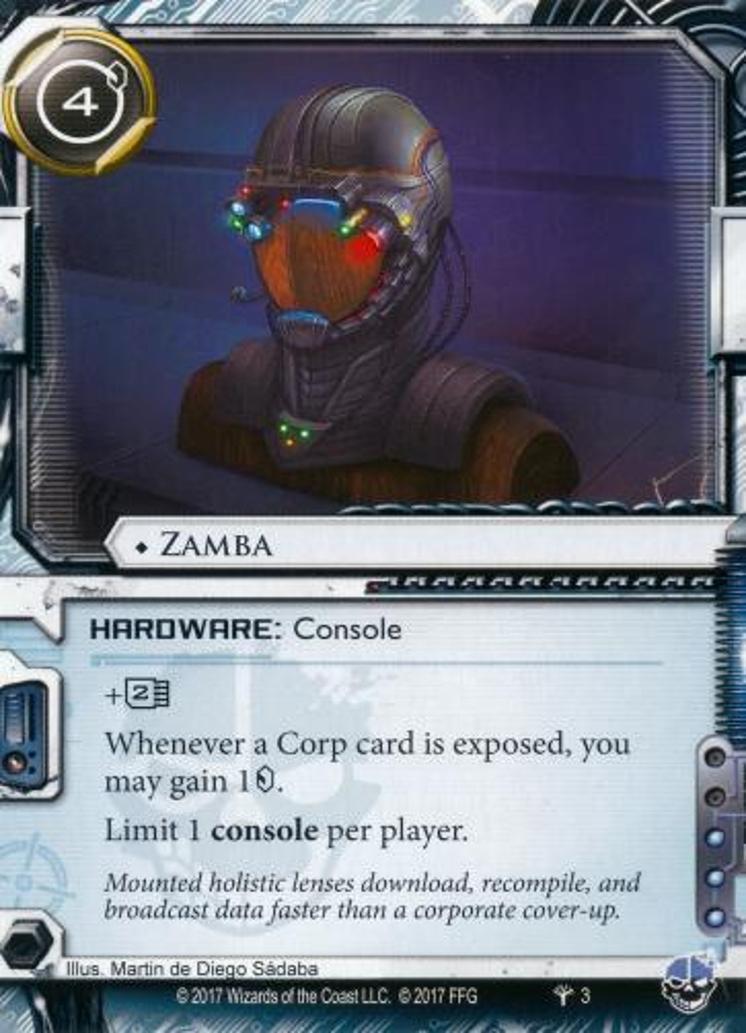 4
♦ ZAMBA
HARDWARE: Console
+2
Whenever a Corp card is exposed, you
may gain 1.
Limit 1 console per player.
Mounted holistic lenses download, recompile, and
broadcast data faster than a corporate cover-up.
Illus. Martin de Diego Sádaba
© 2017 Wizards of the Coast LLC. © 2017 FFG 3